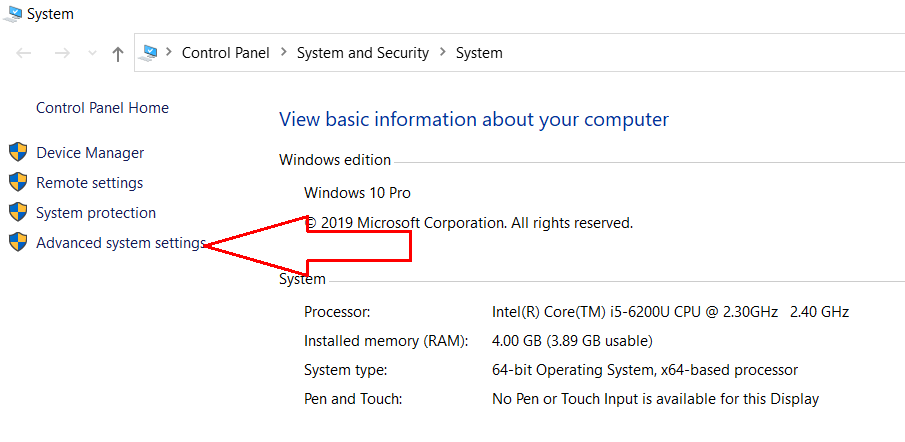 System
Control Panel > System and Security > System
Control Panel Home
Device Manager
Remote settings
System protection
Advanced system settings
View basic information about your computer
Windows edition
Windows 10 Pro
© 2019 Microsoft Corporation. All rights reserved.
System
Processor: Intel(R) Core(TM) i5-6200U CPU @ 2.30GHz 2.40 GHz
Installed memory (RAM): 4.00 GB (3.89 GB usable)
System type: 64-bit Operating System, x64-based processor
Pen and Touch: No Pen or Touch Input is available for this Display